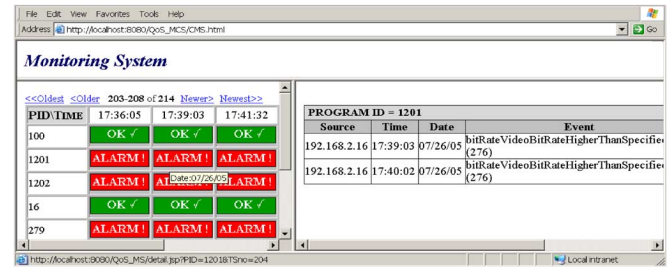 File Edit View Favorites Tools Help
Address http://localhost:8080/QoS_MCS/CMS.html Go
Monitoring System
<<Oldest <Older 203-208 of 214 Newer> Newest>>
PID\TIME 17:36:05 17:39:03 17:41:32
100 OK √ OK √ OK √
1201 ALARM ! ALARM ! ALARM !
1202 ALARM ! ALARM ! ALARM !
Date:07/26/05
16 OK √ OK √ OK √
279 ALARM ! ALARM ! ALARM !
PROGRAM ID = 1201
Source Time Date Event
192.168.2.16 17:39:03 07/26/05 bitRateVideoBitRateHigherThanSpecified
(276)
192.168.2.16 17:40:02 07/26/05 bitRateVideoBitRateHigherThanSpecified
(276)
http://localhost:8080/QoS_MS/detail.jsp?PID=1201&TSno=204 Local intranet